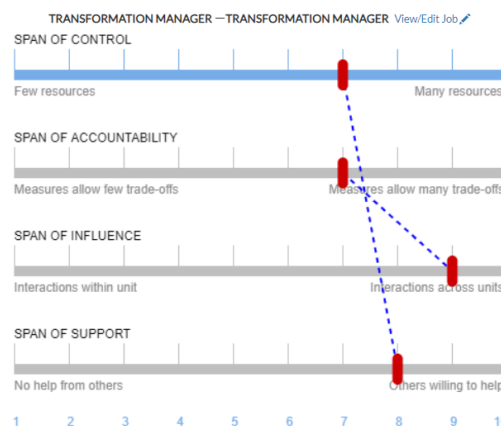 TRANSFORMATION MANAGER —TRANSFORMATION MANAGER View/Edit Job
SPAN OF CONTROL
Few resources Many resources
SPAN OF ACCOUNTABILITY
Measures allow few trade-offs Measures allow many trade-offs
SPAN OF INFLUENCE
Interactions within unit Interactions across units
SPAN OF SUPPORT
No help from others Others willing to help
1 2 3 4 5 6 7 8 9 1